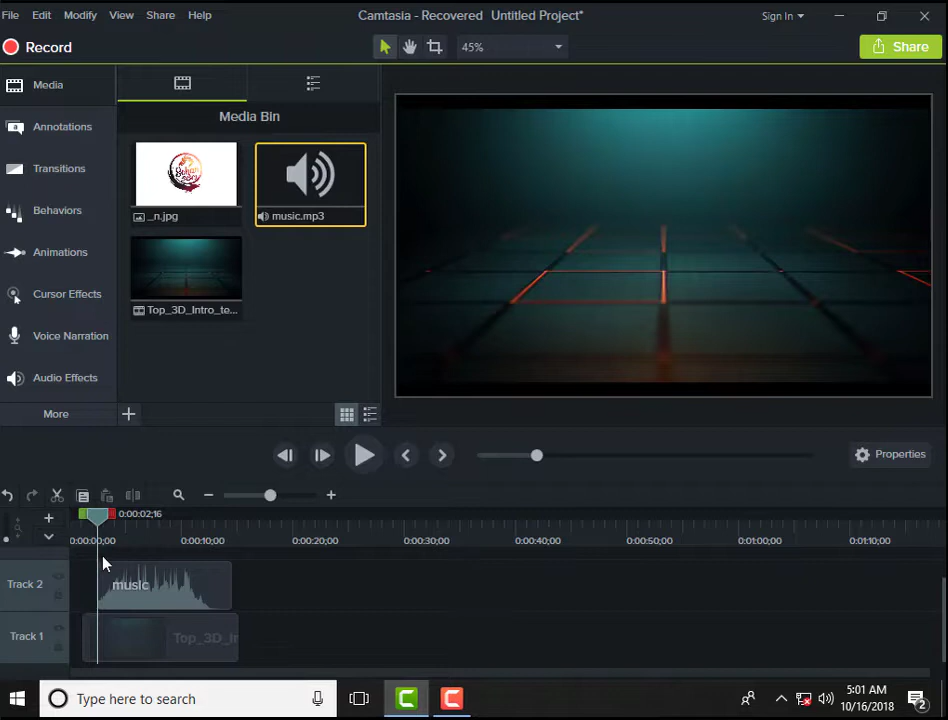 File Edit Modify View Share Help
Camtasia - Recovered Untitled Project*
Sign In
Record
45%
Share
Media
Annotations
Transitions
Behaviors
Animations
Cursor Effects
Voice Narration
Audio Effects
More
Media Bin
_n.jpg
music.mp3
Top_3D_Intro_te...
Properties
0:00:02;16
0:00:00;00 0:00:10;00 0:00:20;00 0:00:30;00 0:00:40;00 0:00:50;00 0:01:00;00 0:01:10;00
Track 2
music
Track 1
Top_3D_In
Type here to search
5:01 AM
10/16/2018
2